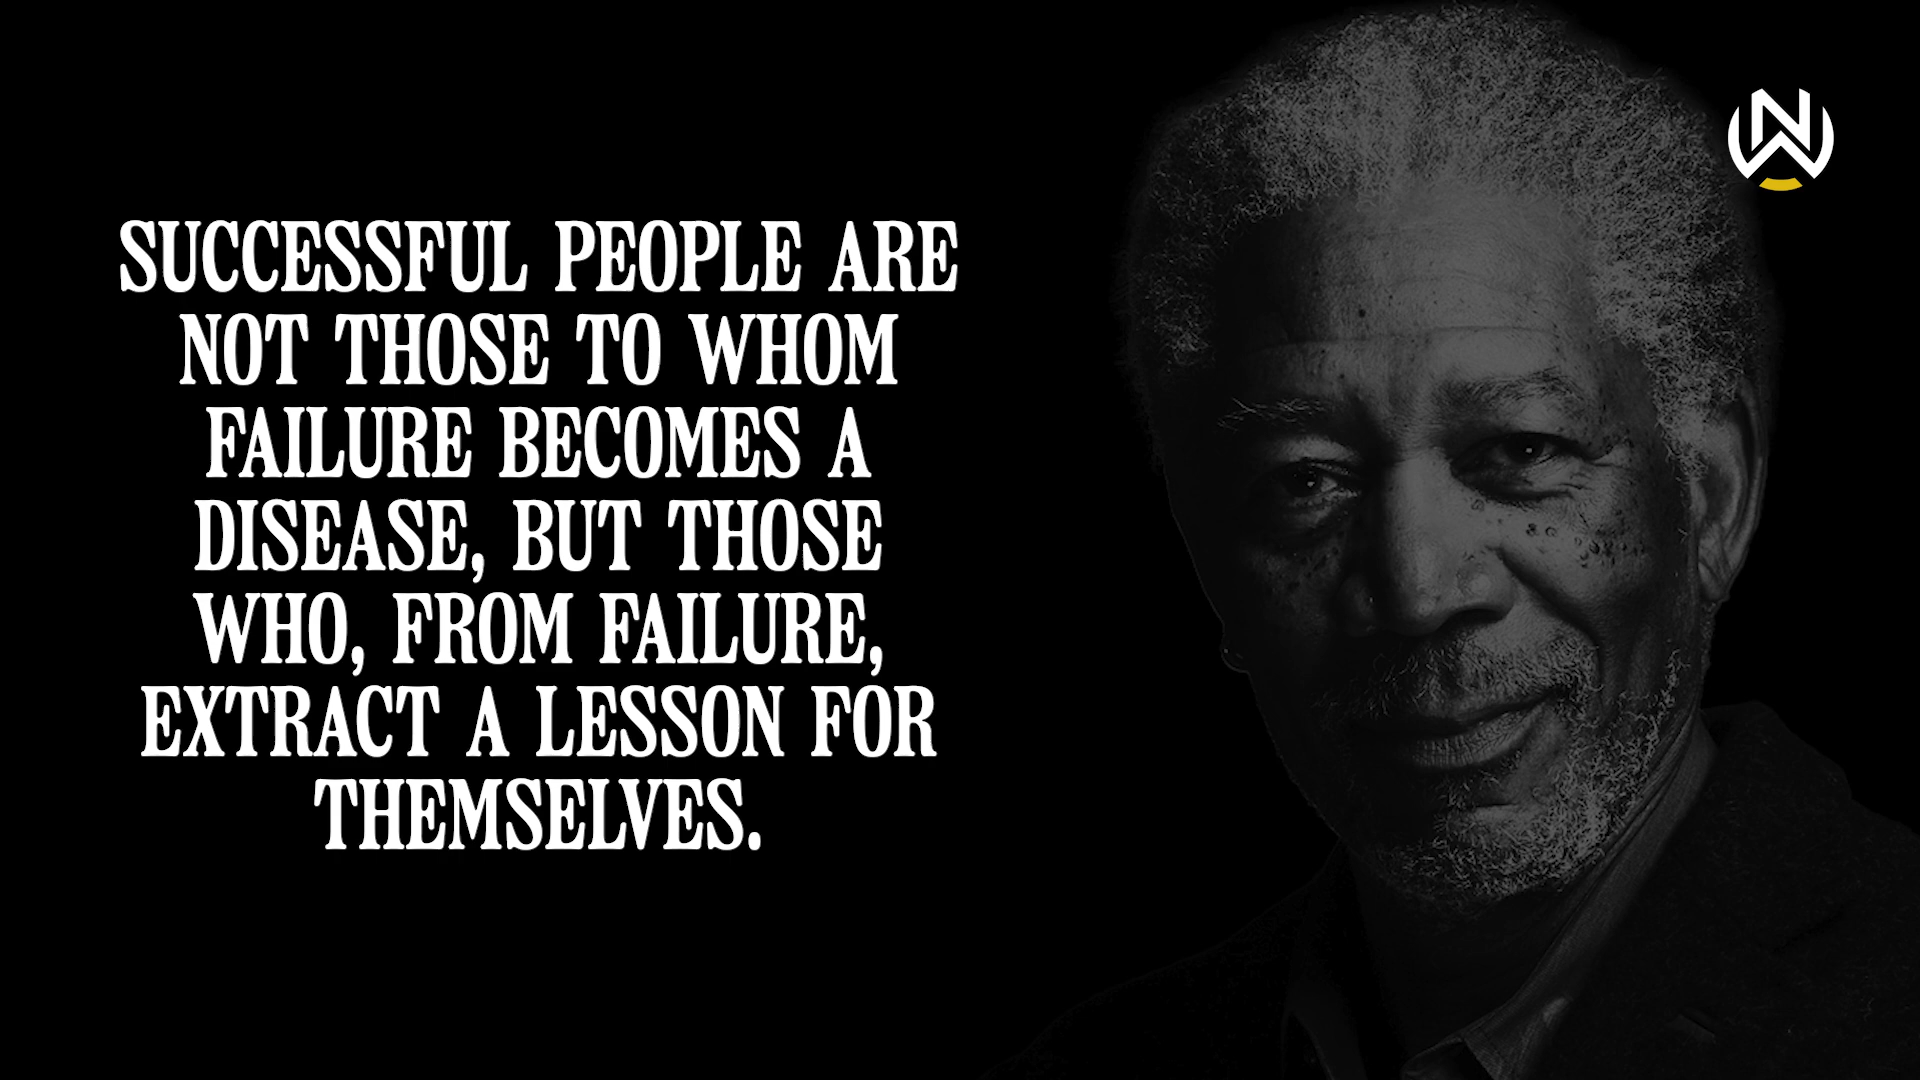 SUCCESSFUL PEOPLE ARE
NOT THOSE TO WHOM
FAILURE BECOMES A
DISEASE, BUT THOSE
WHO, FROM FAILURE,
EXTRACT A LESSON FOR
THEMSELVES.